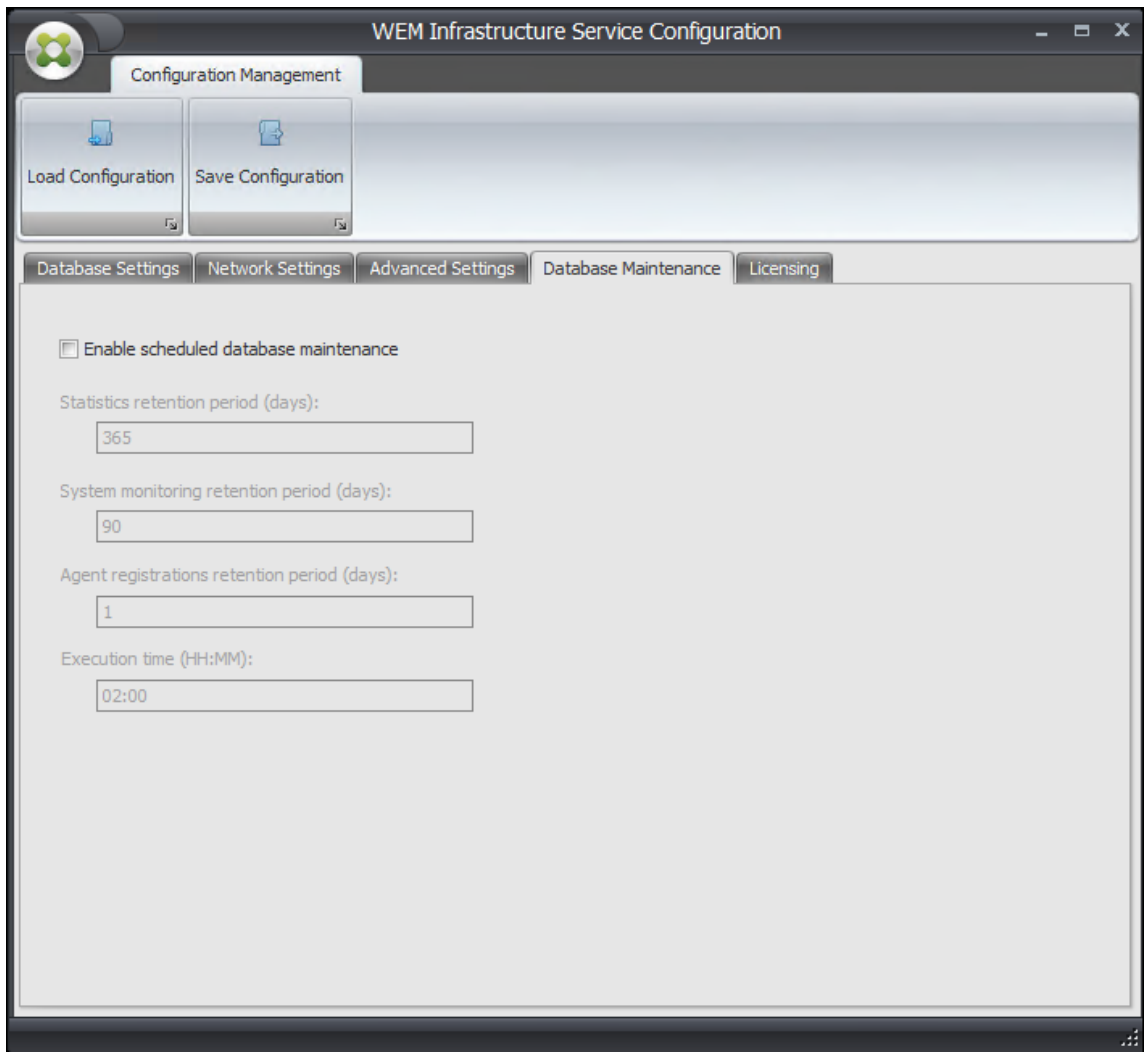 WEM Infrastructure Service Configuration
Configuration Management
Load Configuration Save Configuration
Database Settings Network Settings Advanced Settings Database Maintenance Licensing
Enable scheduled database maintenance
Statistics retention period (days):
365
System monitoring retention period (days):
90
Agent registrations retention period (days):
1
Execution time (HH:MM):
02:00